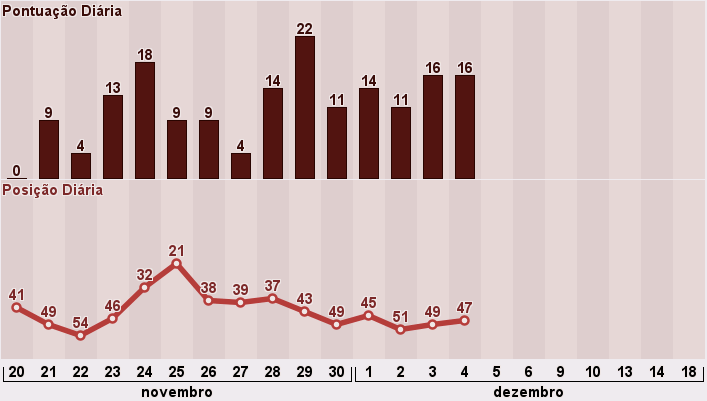 Pontuação Diária
0 9 4 13 18 9 9 4 14 22 11 14 11 16 16
Posição Diária
41 49 54 46 32 21 38 39 37 43 49 45 51 49 47
20 21 22 23 24 25 26 27 28 29 30 1 2 3 4 5 6 9 10 13 14 18
novembro dezembro